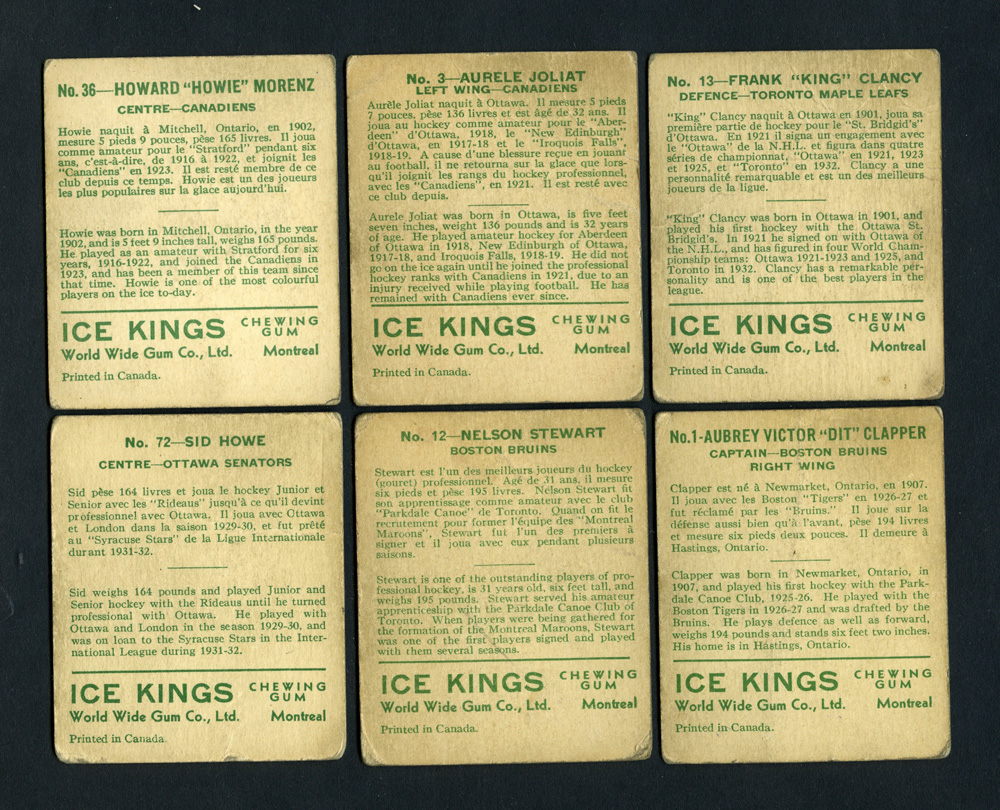 No. 36—HOWARD "HOWIE" MORENZ
CENTRE—CANADIENS
Howie naquit à Mitchell, Ontario, en 1902,
mesure 5 pieds 9 pouces, pèse 165 livres. Il joua
comme amateur pour le "Stratford" pendant six
ans, c'est-à-dire, de 1916 à 1922, et joignit les
"Canadiens" en 1923. Il est resté membre de ce
club depuis ce temps. Howie est un des joueurs
les plus populaires sur la glace aujourd'hui.
Howie was born in Mitchell, Ontario, in the year
1902, and is 5 feet 9 inches tall, weighs 165 pounds.
He played as an amateur with Stratford for six
years, 1916-1922, and joined the Canadiens in
1923, and has been a member of this team since
that time. Howie is one of the most colourful
players on the ice to-day.
ICE KINGS CHEWING
GUM
World Wide Gum Co., Ltd. Montreal
Printed in Canada.
No. 3—AURELE JOLIAT
LEFT WING—CANADIENS
Aurèle Joliat naquit à Ottawa. Il mesure 5 pieds
7 pouces, pèse 136 livres et est âgé de 32 ans. Il
joua au hockey comme amateur pour le "Aber-
deen" d'Ottawa, 1918, le "New Edinburgh"
d'Ottawa, en 1917-18 et le "Iroquois Falls",
1918-19. A cause d'une blessure reçue en jouant
au football, il ne retourna sur la glace que lors-
qu'il joignit les rangs du hockey professionnel,
avec les "Canadiens", en 1921. Il est resté avec
ce club depuis.
Aurele Joliat was born in Ottawa, is five feet
seven inches, weight 136 pounds and is 32 years
of age. He played amateur hockey for Aberdeen
of Ottawa in 1918, New Edinburg of Ottawa,
1917-18, and Iroquois Falls, 1918-19. He did not
go on the ice again until he joined the professional
hockey ranks with Canadiens in 1921, due to an
injury received while playing football. He has
remained with Canadiens ever since.
ICE KINGS CHEWING
GUM
World Wide Gum Co., Ltd. Montreal
Printed in Canada.
No. 13—FRANK "KING" CLANCY
DEFENCE—TORONTO MAPLE LEAFS
"King" Clancy naquit à Ottawa en 1901, joua sa
première partie de hockey pour le "St. Bridgid's"
d'Ottawa. En 1921 il signa un engagement avec
le "Ottawa" de la N.H.L. et figura dans quatre
séries de championnat, "Ottawa" en 1921, 1923
et 1925, et "Toronto" en 1932. Clancy a une
personnalité remarquable et est un des meilleurs
joueurs de la ligue.
"King" Clancy was born in Ottawa in 1901, and
played his first hockey with the Ottawa St.
Bridgid's. In 1921 he signed on with Ottawa of
the N.H.L., and has figured in four World Cham-
pionship teams: Ottawa 1921-1923 and 1925, and
Toronto in 1932. Clancy has a remarkable per-
sonality and is one of the best players in the
league.
ICE KINGS CHEWING
GUM
World Wide Gum Co., Ltd. Montreal
Printed in Canada.
No. 72—SID HOWE
CENTRE—OTTAWA SENATORS
Sid pèse 164 livres et joua le hockey Junior et
Senior avec les "Rideaus" jusqu'à ce qu'il devint
professionnel avec Ottawa. Il joua avec Ottawa
et London dans la saison 1929-30, et fut prêté
au "Syracuse Stars" de la Ligue Internationale
durant 1931-32.
Sid weighs 164 pounds and played Junior and
Senior hockey with the Rideaus until he turned
professional with Ottawa. He played with
Ottawa and London in the season 1929-30, and
was on loan to the Syracuse Stars in the Inter-
national League during 1931-32.
ICE KINGS CHEWING
GUM
World Wide Gum Co., Ltd. Montreal
Printed in Canada.
No. 12—NELSON STEWART
BOSTON BRUINS
Stewart est l'un des meilleurs joueurs du hockey
(gouret) professionnel. Agé de 31 ans, il mesure
six pieds et pèse 195 livres. Nelson Stewart fit
son apprentissage comme amateur avec le club
"Parkdale Canoe" de Toronto. Quand on fit le
recrutement pour former l'équipe des "Montreal
Maroons", Stewart fut l'un des premiers à
signer et il joua avec eux pendant plusieurs
saisons.
Stewart is one of the outstanding players of pro-
fessional hockey, is 31 years old, six feet tall, and
weighs 195 pounds. Stewart served his amateur
apprenticeship with the Parkdale Canoe Club of
Toronto. When players were being gathered for
the formation of the Montreal Maroons, Stewart
was one of the first players signed and played
with them several seasons.
ICE KINGS CHEWING
GUM
World Wide Gum Co., Ltd. Montreal
Printed in Canada.
No.1-AUBREY VICTOR "DIT" CLAPPER
CAPTAIN—BOSTON BRUINS
RIGHT WING
Clapper est né à Newmarket, Ontario, en 1907.
Il joua avec les Boston "Tigers" en 1926-27 et
fut réclamé par les "Bruins." Il joue sur la
défense aussi bien qu'à l'avant, pèse 194 livres
et mesure six pieds deux pouces. Il demeure à
Hastings, Ontario.
Clapper was born in Newmarket, Ontario, in
1907, and played his first hockey with the Park-
dale Canoe Club, 1925-26. He played with the
Boston Tigers in 1926-27 and was drafted by the
Bruins. He plays defence as well as forward,
weighs 194 pounds and stands six feet two inches.
His home is in Hastings, Ontario.
ICE KINGS CHEWING
GUM
World Wide Gum Co., Ltd. Montreal
Printed in Canada.